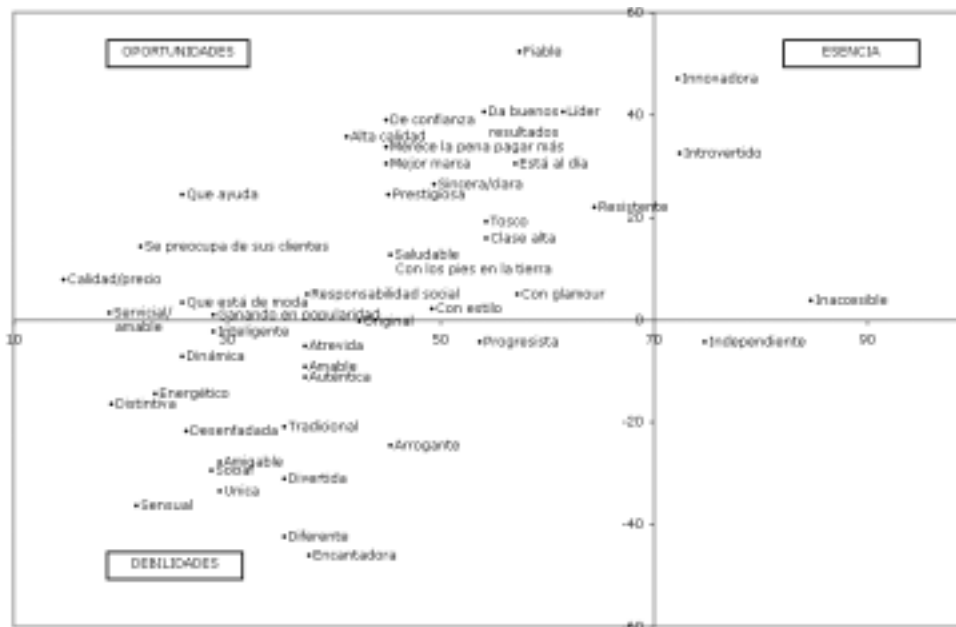 60
OPORTUNIDADES
Fiable
ESENCIA
Innovadora
40
Da buenos
resultados
Líder
De confianza
Alta calidad
Merece la pena pagar más
Introvertido
Mejor marca
Está al día
Sincera/clara
Que ayuda
Prestigiosa
Resistente
20
Tosco
Clase alta
Se preocupa de sus clientes
Saludable
Con los pies en la tierra
Calidad/precio
Responsabilidad social
Con glamour
Que está de moda
Inaccesible
Con estilo
Servicial/
amable
Ganando en popularidad
Original
0
10
30
50
70
90
Inteligente
Atrevida
Progresista
Independiente
Dinámica
Amable
Auténtica
Energético
Distintiva
Desenfadada
Tradicional
-20
Arrogante
Amigable
Social
Divertida
Unica
Sensual
-40
Diferente
Encantadora
DEBILIDADES
-60